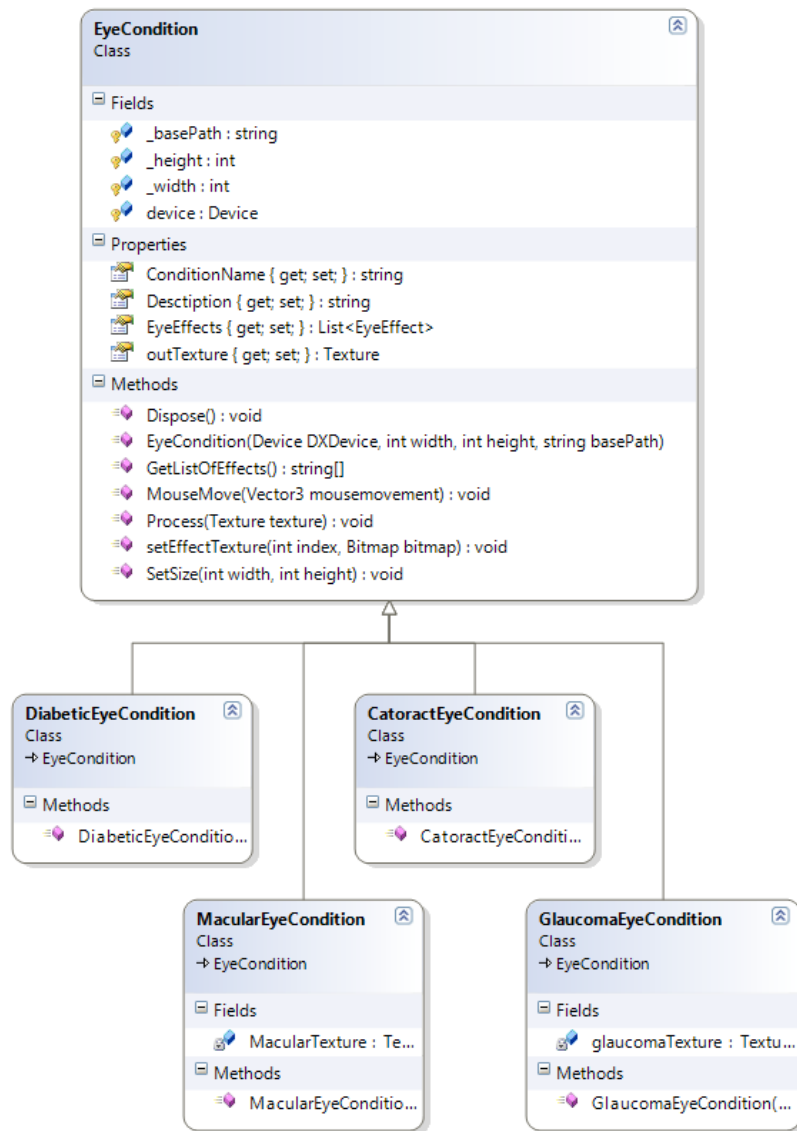 EyeCondition
Class
Fields
_basePath : string
_height : int
_width : int
device : Device
Properties
ConditionName { get; set; } : string
Desctiption { get; set; } : string
EyeEffects { get; set; } : List<EyeEffect>
outTexture { get; set; } : Texture
Methods
Dispose() : void
EyeCondition(Device DXDevice, int width, int height, string basePath)
GetListOfEffects() : string[]
MouseMove(Vector3 mousemovement) : void
Process(Texture texture) : void
setEffectTexture(int index, Bitmap bitmap) : void
SetSize(int width, int height) : void
DiabeticEyeCondition
Class
EyeCondition
Methods
DiabeticEyeConditio...
CatoractEyeCondition
Class
EyeCondition
Methods
CatoractEyeConditi...
MacularEyeCondition
Class
EyeCondition
Fields
MacularTexture : Te...
Methods
MacularEyeConditio...
GlaucomaEyeCondition
Class
EyeCondition
Fields
glaucomaTexture : Textu...
Methods
GlaucomaEyeCondition(...